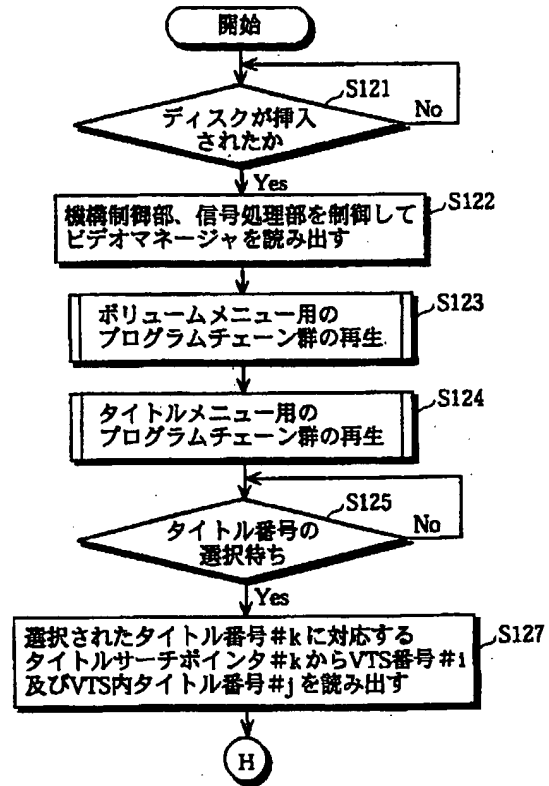 開始
S121
ディスクが挿入
されたか
No
Yes
S122
機構制御部、信号処理部を制御して
ビデオマネージャを読み出す
S123
ボリュームメニュー用の
プログラムチェーン群の再生
S124
タイトルメニュー用の
プログラムチェーン群の再生
S125
タイトル番号の
選択待ち
No
Yes
S127
選択されたタイトル番号#kに対応する
タイトルサーチポインタ#kからVTS番号#i
及びVTS内タイトル番号#jを読み出す
H